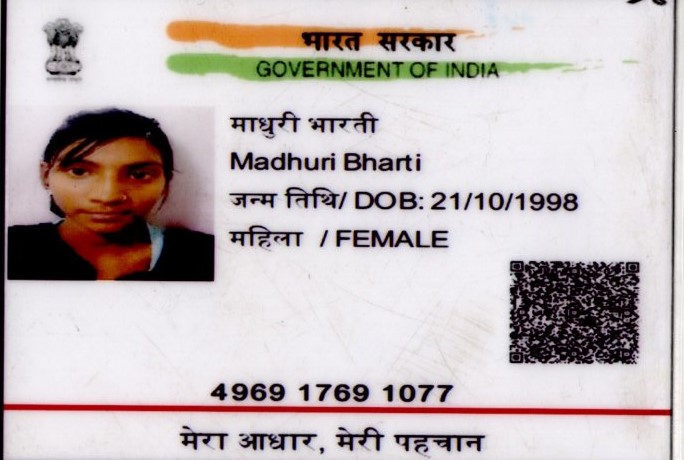 भारत सरकार
GOVERNMENT OF INDIA
माधुरी भारती
Madhuri Bharti
जन्म तिथि/ DOB: 21/10/1998
महिला / FEMALE
4969 1769 1077
मेरा आधार, मेरी पहचान